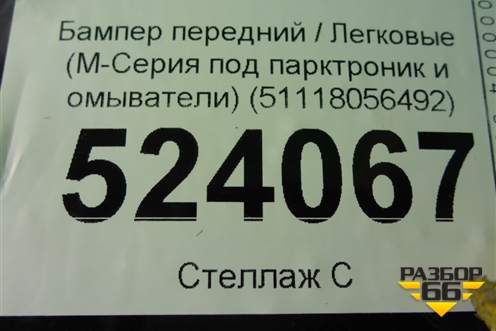 Бампер передний / Легковые
(М-Серия под парктроник и
омыватели) (51118056492)
524067
Стеллаж С
РАЗБОР
66